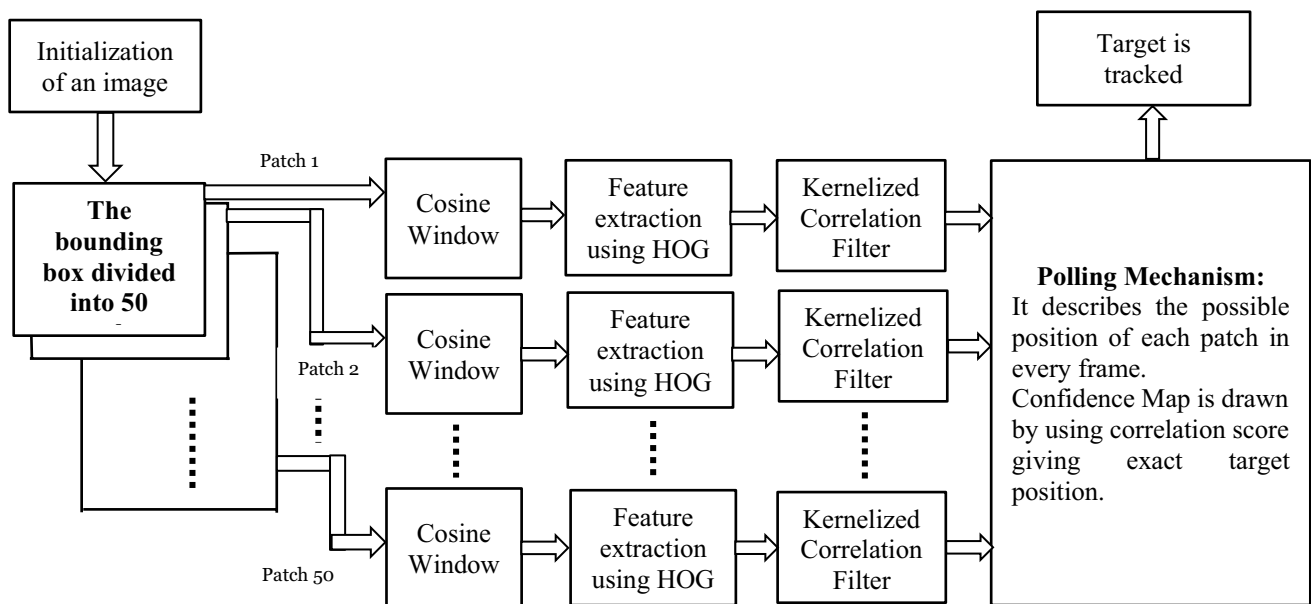 Initialization
of an image
Target is
tracked
Patch 1
The
bounding
box divided
into 50
Cosine
Window
Feature
extraction
using HOG
Kernelized
Correlation
Filter
Patch 2
Cosine
Window
Feature
extraction
using HOG
Kernelized
Correlation
Filter
Patch 50
Cosine
Window
Feature
extraction
using HOG
Kernelized
Correlation
Filter
Polling Mechanism:
It describes the possible
position of each patch in
every frame.
Confidence Map is drawn
by using correlation score
giving exact target
position.